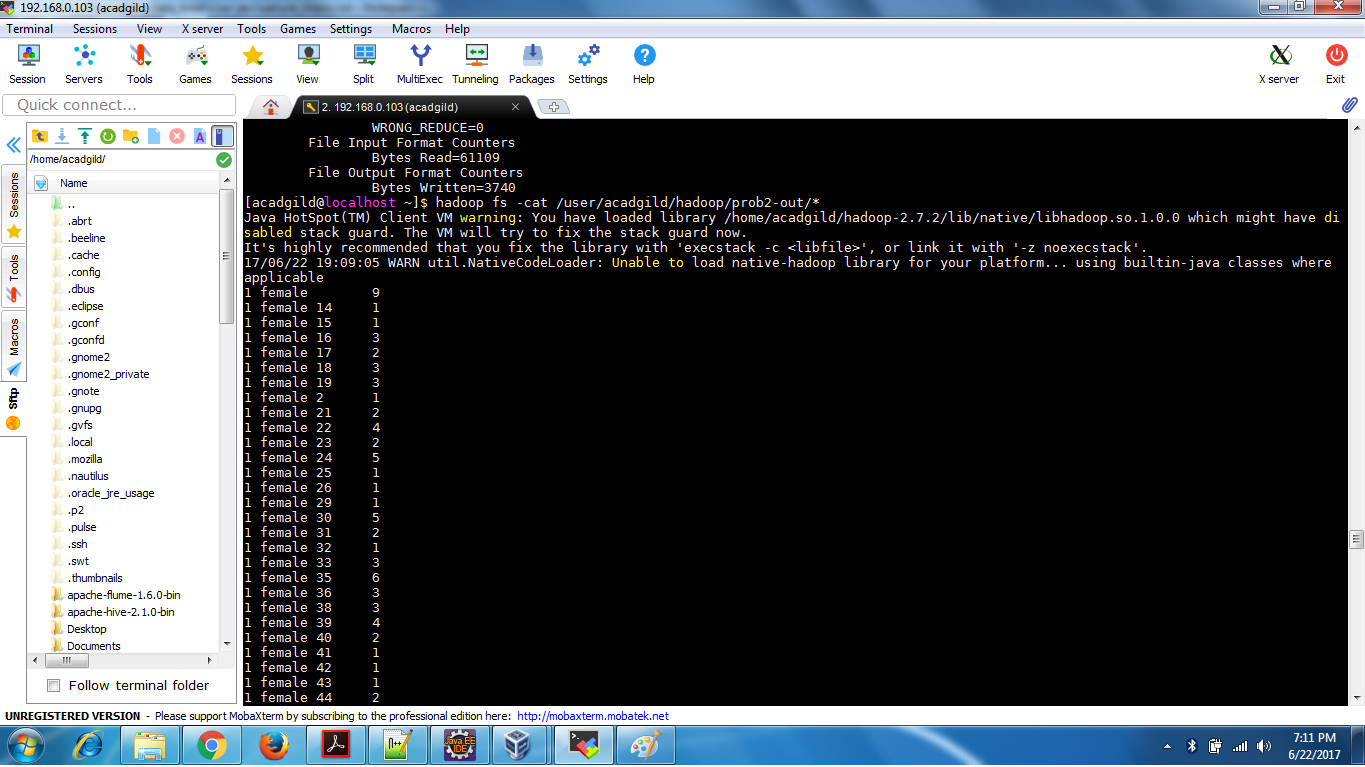 192.168.0.103 (acadgild)
Terminal Sessions View X server Tools Games Settings Macros Help
Session Servers Tools Games Sessions View Split MultiExec Tunneling Packages Settings Help X server Exit
Quick connect...
2. 192.168.0.103 (acadgild)
/home/acadgild/
Name
..
.abrt
.beeline
.cache
.config
.dbus
.eclipse
.gconf
.gconfd
.gnome2
.gnome2_private
.gnote
.gnupg
.gvfs
.local
.mozilla
.nautilus
.oracle_jre_usage
.p2
.pulse
.ssh
.swt
.thumbnails
apache-flume-1.6.0-bin
apache-hive-2.1.0-bin
Desktop
Documents
Follow terminal folder
Sessions
Tools
Macros
Sftp
WRONG_REDUCE=0
File Input Format Counters
Bytes Read=61109
File Output Format Counters
Bytes Written=3740
[acadgild@localhost ~]$ hadoop fs -cat /user/acadgild/hadoop/prob2-out/*
Java HotSpot(TM) Client VM warning: You have loaded library /home/acadgild/hadoop-2.7.2/lib/native/libhadoop.so.1.0.0 which might have di
sabled stack guard. The VM will try to fix the stack guard now.
It's highly recommended that you fix the library with 'execstack -c <libfile>', or link it with '-z noexecstack'.
17/06/22 19:09:05 WARN util.NativeCodeLoader: Unable to load native-hadoop library for your platform... using builtin-java classes where
applicable
1 female 9
1 female 14 1
1 female 15 1
1 female 16 3
1 female 17 2
1 female 18 3
1 female 19 3
1 female 2 1
1 female 21 2
1 female 22 4
1 female 23 2
1 female 24 5
1 female 25 1
1 female 26 1
1 female 29 1
1 female 30 5
1 female 31 2
1 female 32 1
1 female 33 3
1 female 35 6
1 female 36 3
1 female 38 3
1 female 39 4
1 female 40 2
1 female 41 1
1 female 42 1
1 female 43 1
1 female 44 2
UNREGISTERED VERSION - Please support MobaXterm by subscribing to the professional edition here: http://mobaxterm.mobatek.net
Java EE
IDE
7:11 PM
6/22/2017